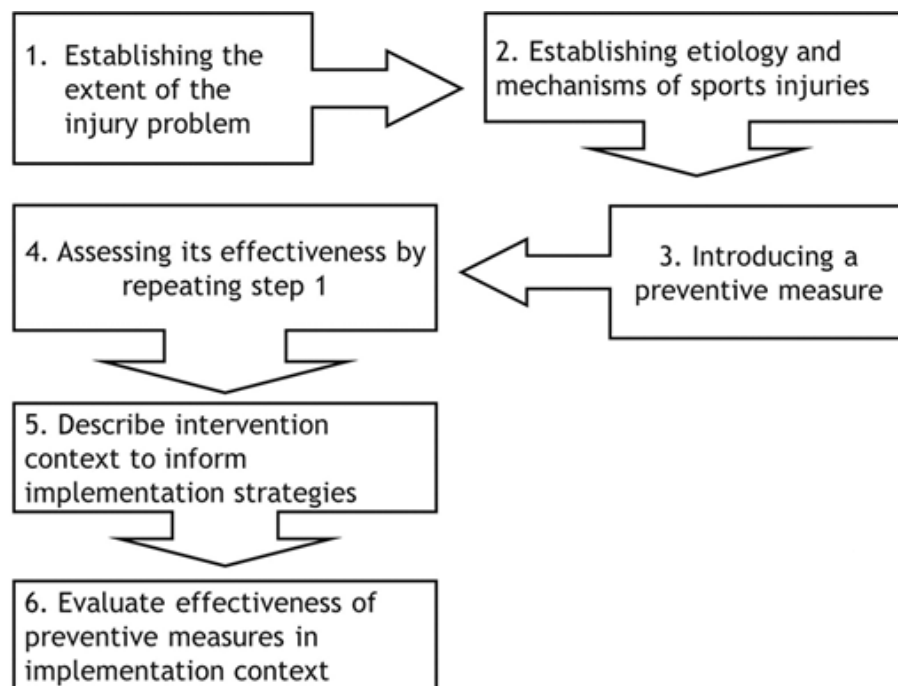 1. Establishing the
extent of the
injury problem
2. Establishing etiology and
mechanisms of sports injuries
3. Introducing a
preventive measure
4. Assessing its effectiveness by
repeating step 1
5. Describe intervention
context to inform
implementation strategies
6. Evaluate effectiveness of
preventive measures in
implementation context